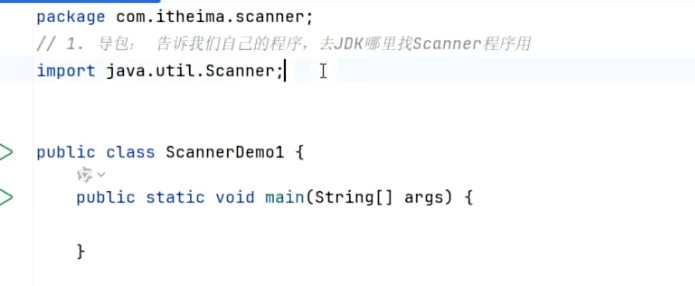 package com.itheima.scanner;
// 1. 导包： 告诉我们自己的程序，去JDK哪里找Scanner程序用
import java.util.Scanner;
public class ScannerDemo1 {
public static void main(String[] args) {
}